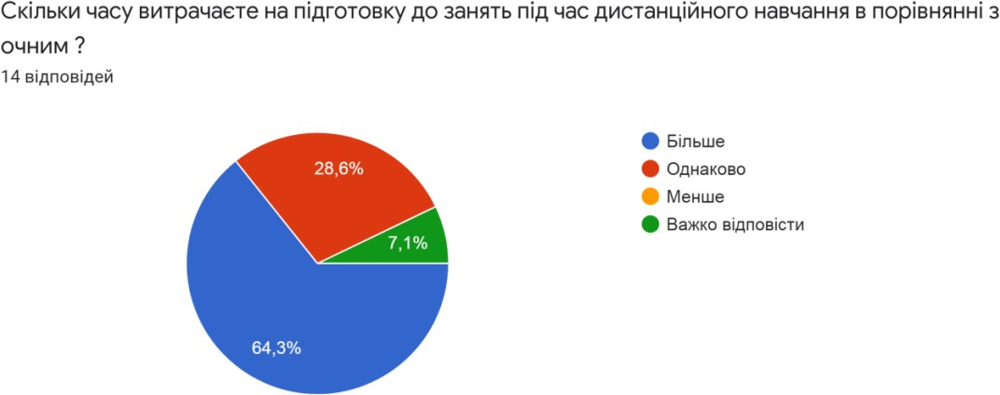 Скільки часу витрачаєте на підготовку до занять під час дистанційного навчання в порівнянні з
очним ?
14 відповідей
28,6%
7,1%
64,3%
Більше
Однаково
Менше
Важко відповісти